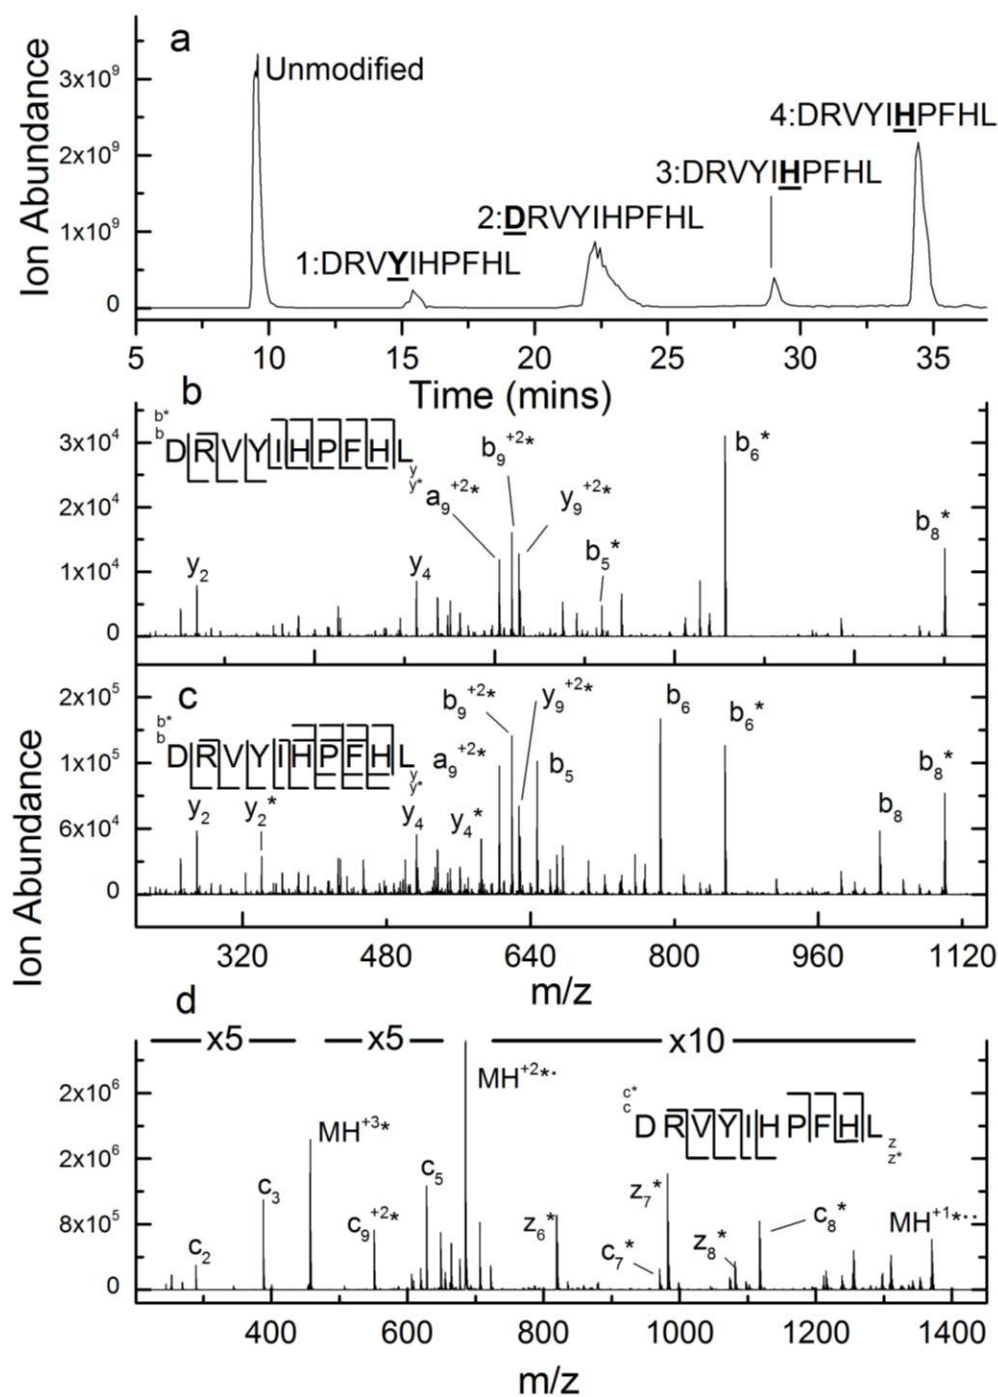 a
Ion Abundance
3x10⁹
2x10⁹
1x10⁹
0
Unmodified
1:DRVYIHPFHL
2:DRVYIHPFHL
3:DRVYIHPFHL
4:DRVYIHPFHL
5 10 15 20 25 30 35
Time (mins)
b
b*
b
DRVYIHPFHL
y
y*
3x10⁴
2x10⁴
1x10⁴
0
y₂
y₄
a₉⁺²*
b₉⁺²*
y₉⁺²*
b₅*
b₆*
b₈*
c
b*
b
DRVYIHPFHL
y
y*
2x10⁵
1x10⁵
6x10⁴
0
y₂
y₂*
y₄
y₄*
a₉⁺²*
b₉⁺²*
y₉⁺²*
b₅
b₆
b₆*
b₈
b₈*
Ion Abundance
320 480 640 800 960 1120
m/z
d
x5 x5 x10
2x10⁶
2x10⁶
8x10⁵
0
c*
c
DRVYIHPFHL
z
z*
c₂
c₃
MH⁺³*
c₉⁺²*
c₅
MH⁺²*·
z₆*
c₇*
z₇*
z₈*
c₈*
MH⁺¹*··
400 600 800 1000 1200 1400
m/z